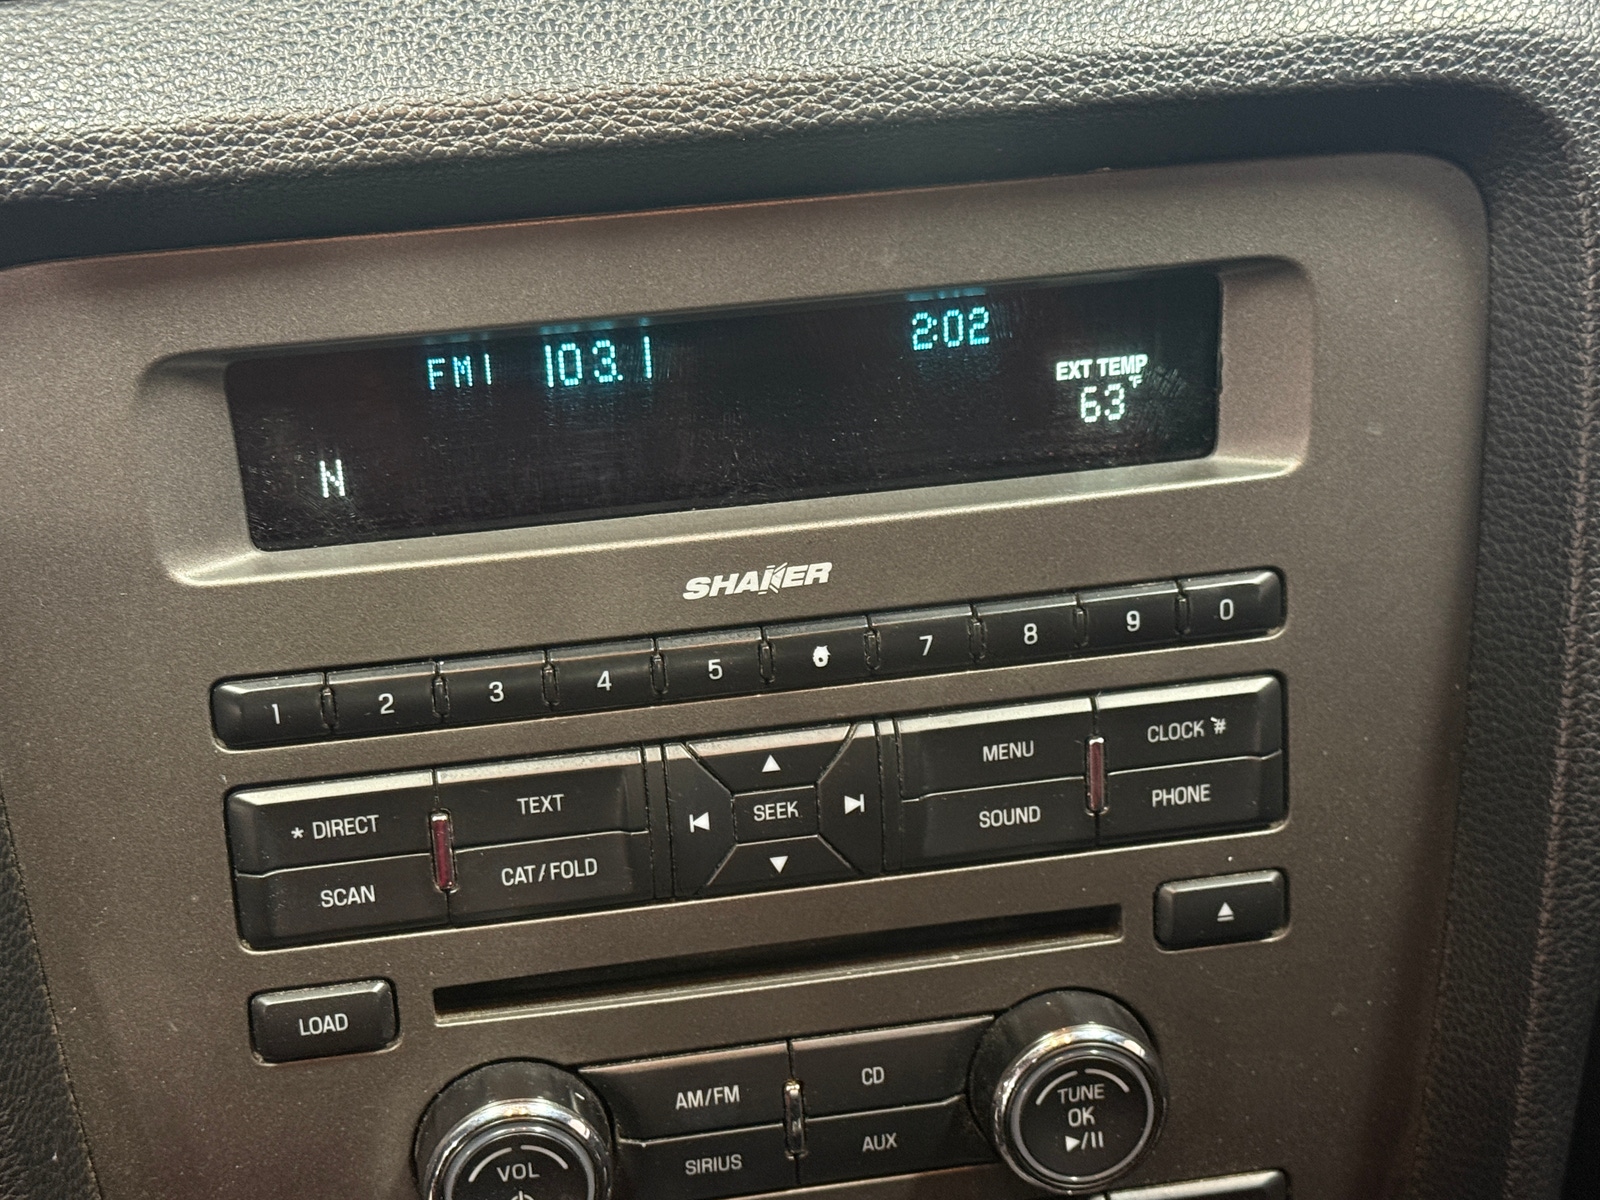 FM1 103.1 2:02
EXT TEMP
63°F
N
SHAKER
1 2 3 4 5 6 7 8 9 0
* DIRECT TEXT SEEK MENU CLOCK #
SCAN CAT/FOLD SOUND PHONE
LOAD
AM/FM CD
SIRIUS AUX
VOL
TUNE
OK